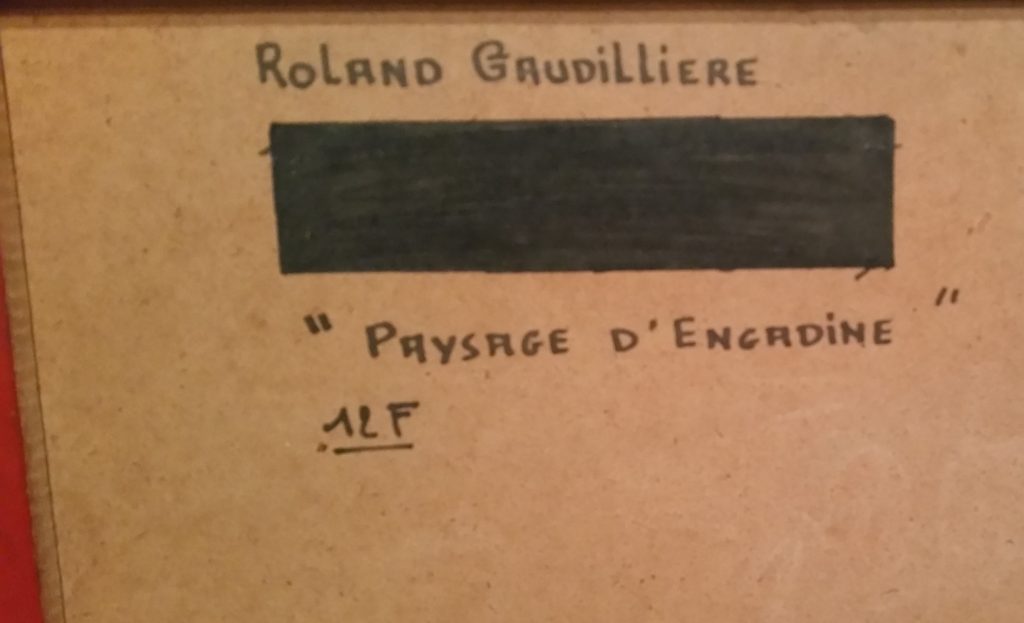 Roland Gaudilliere
" Paysage d'Engadine "
12F